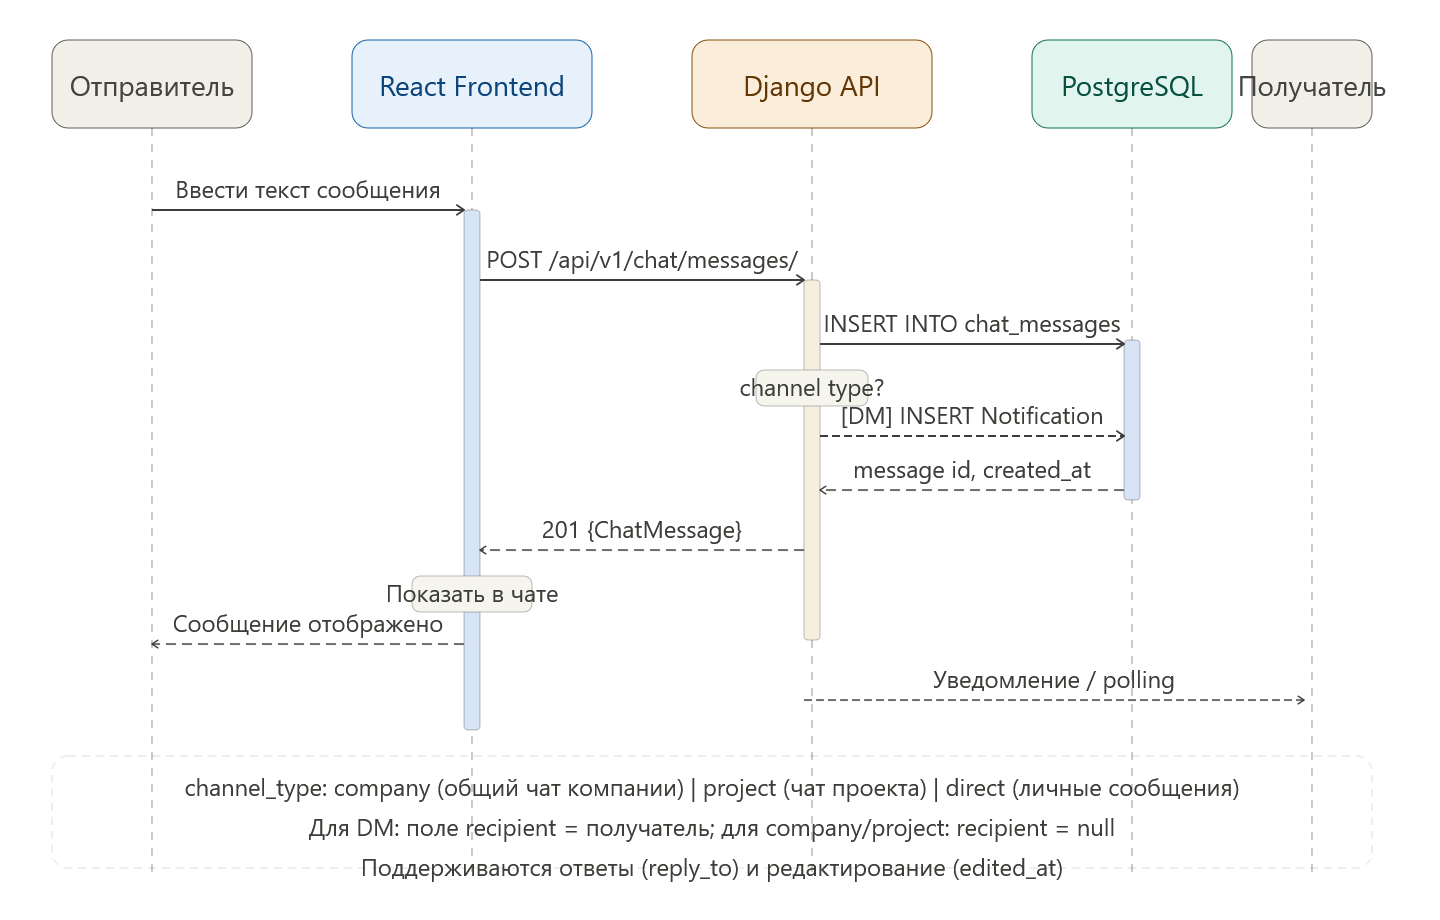 Отправитель
React Frontend
Django API
PostgreSQL
Получатель
Ввести текст сообщения
POST /api/v1/chat/messages/
INSERT INTO chat_messages
channel type?
[DM] INSERT Notification
message id, created_at
201 {ChatMessage}
Показать в чате
Сообщение отображено
Уведомление / polling
channel_type: company (общий чат компании) | project (чат проекта) | direct (личные сообщения)
Для DM: поле recipient = получатель; для company/project: recipient = null
Поддерживаются ответы (reply_to) и редактирование (edited_at)